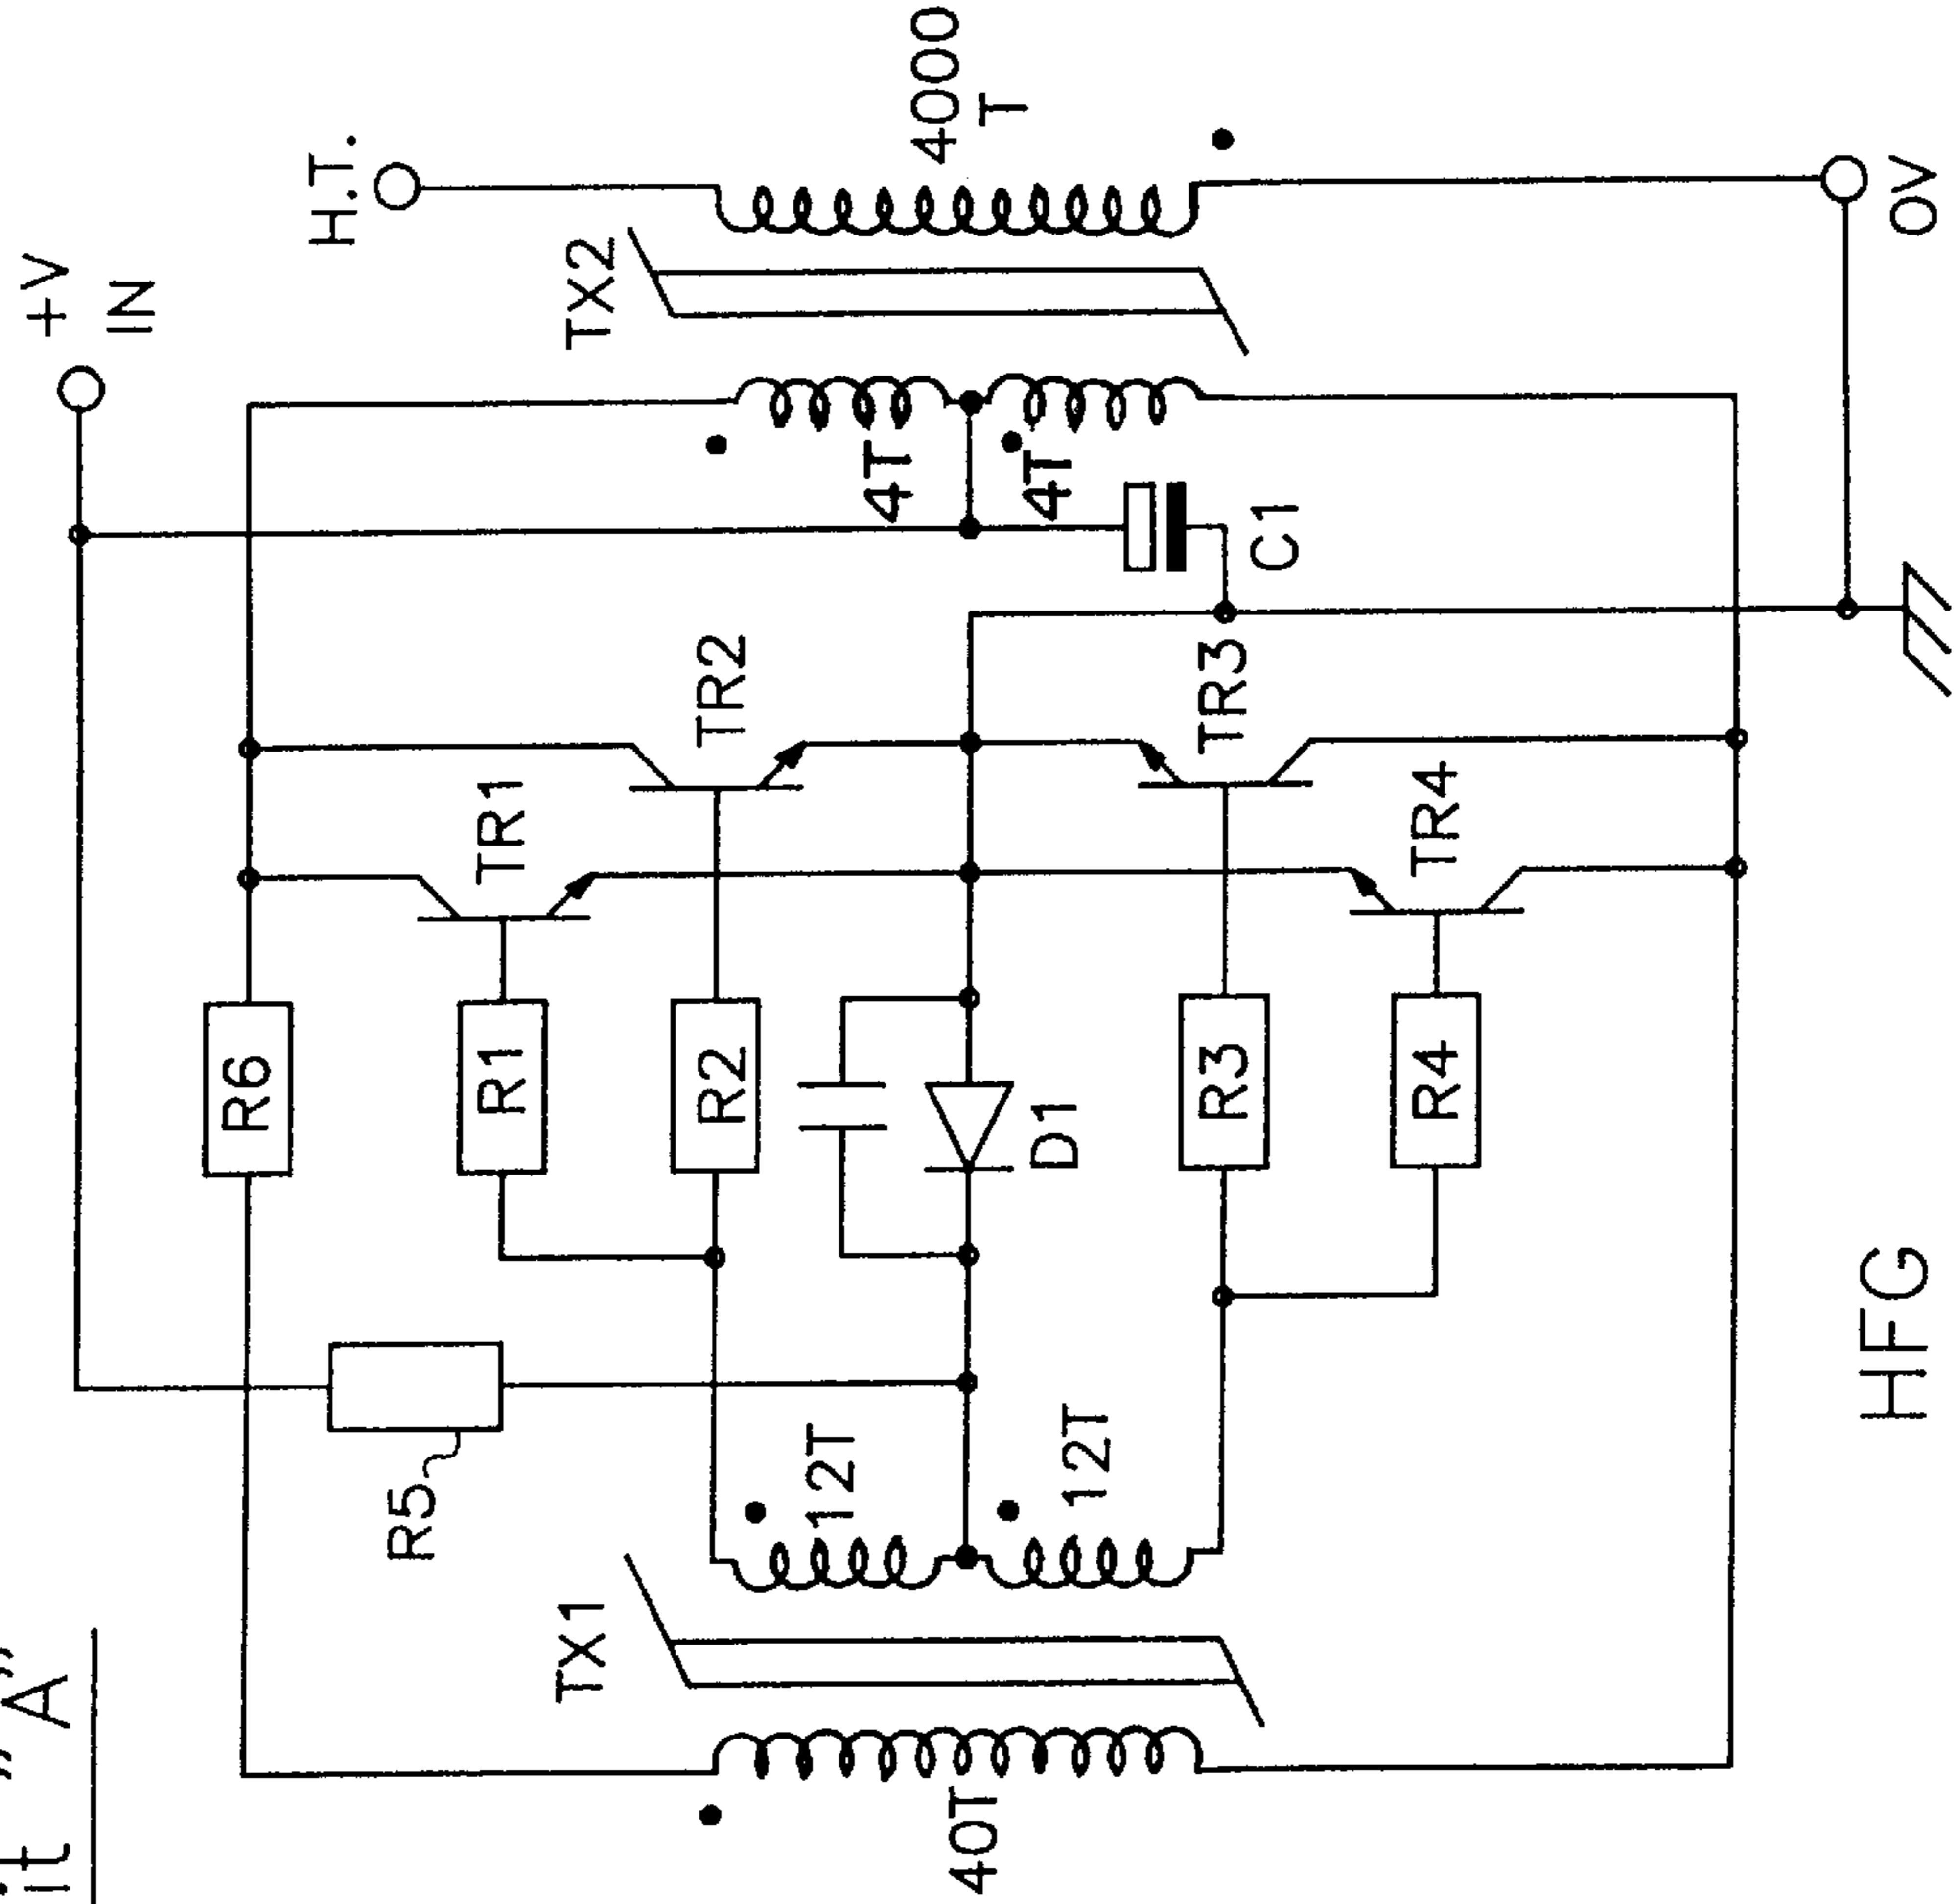 "A"
+V
IN
H.T.
4000
T
TX2
4T
4T
C1
TR2
TR3
TR1
TR4
R6
R1
R2
R3
R4
D1
R5
12T
12T
TX1
40T
0V
HFG